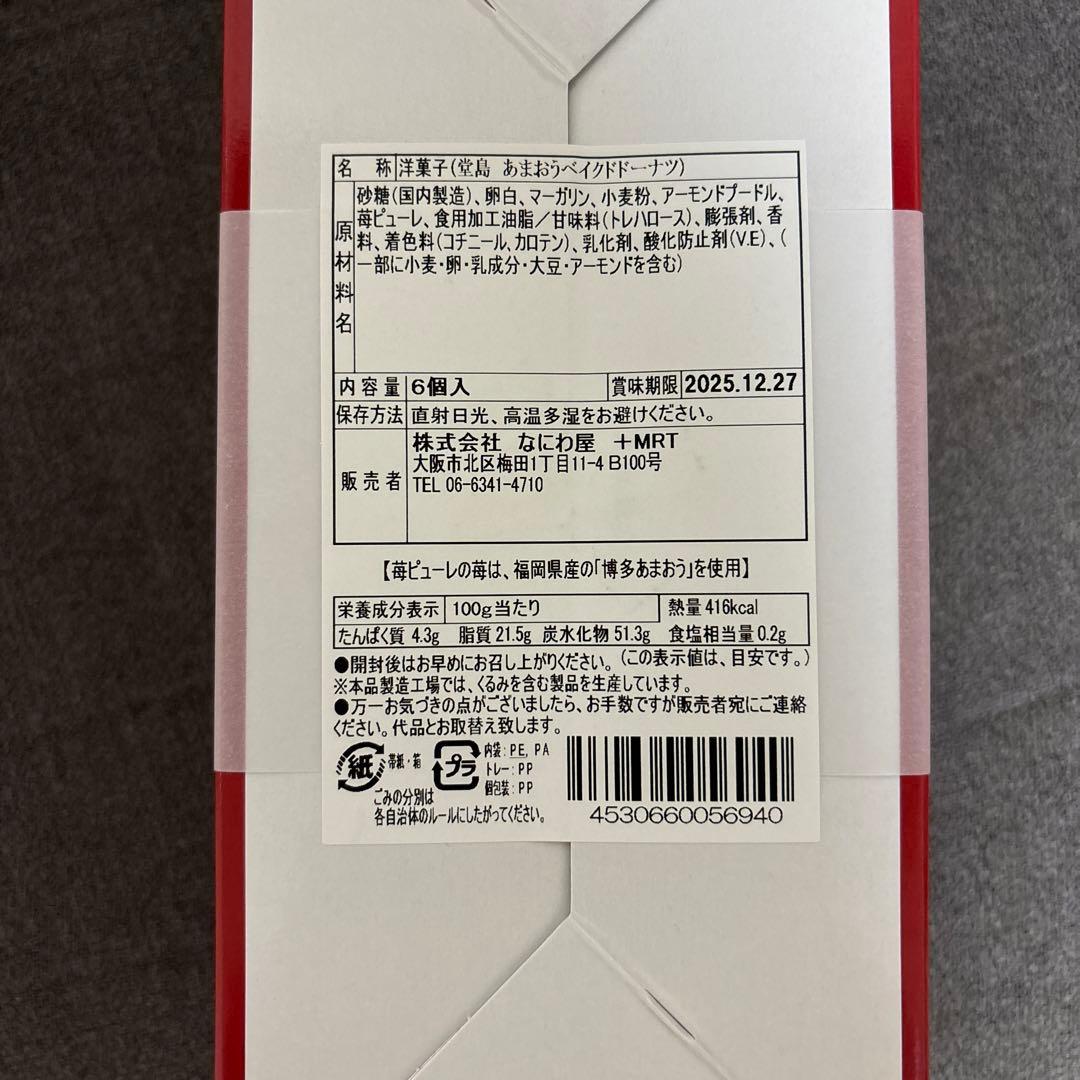 名 称 洋菓子(堂島 あまおうベイクドドーナツ)
原材料名
砂糖(国内製造)、卵白、マーガリン、小麦粉、アーモンドプードル、
苺ピューレ、食用加工油脂／甘味料(トレハロース)、膨張剤、香
料、着色料(コチニール、カロテン)、乳化剤、酸化防止剤(V.E)、(
一部に小麦・卵・乳成分・大豆・アーモンドを含む)
内容量 6個入 賞味期限 2025.12.27
保存方法 直射日光、高温多湿をお避けください。
販売者
株式会社 なにわ屋 +MRT
大阪市北区梅田1丁目11-4 B100号
TEL 06-6341-4710
【苺ピューレの苺は、福岡県産の「博多あまおう」を使用】
栄養成分表示 100g当たり 熱量 416kcal
たんぱく質 4.3g 脂質 21.5g 炭水化物 51.3g 食塩相当量 0.2g
●開封後はお早めにお召し上がりください。(この表示値は、目安です。)
※本品製造工場では、くるみを含む製品を生産しています。
●万一お気づきの点がございましたら、お手数ですが販売者宛にご連絡
ください。代品とお取替え致します。
紙 帯紙・箱 プラ 内袋:PE, PA
トレー:PP
個包装:PP
ごみの分別は
各自治体のルールにしたがってください。
4530660056940